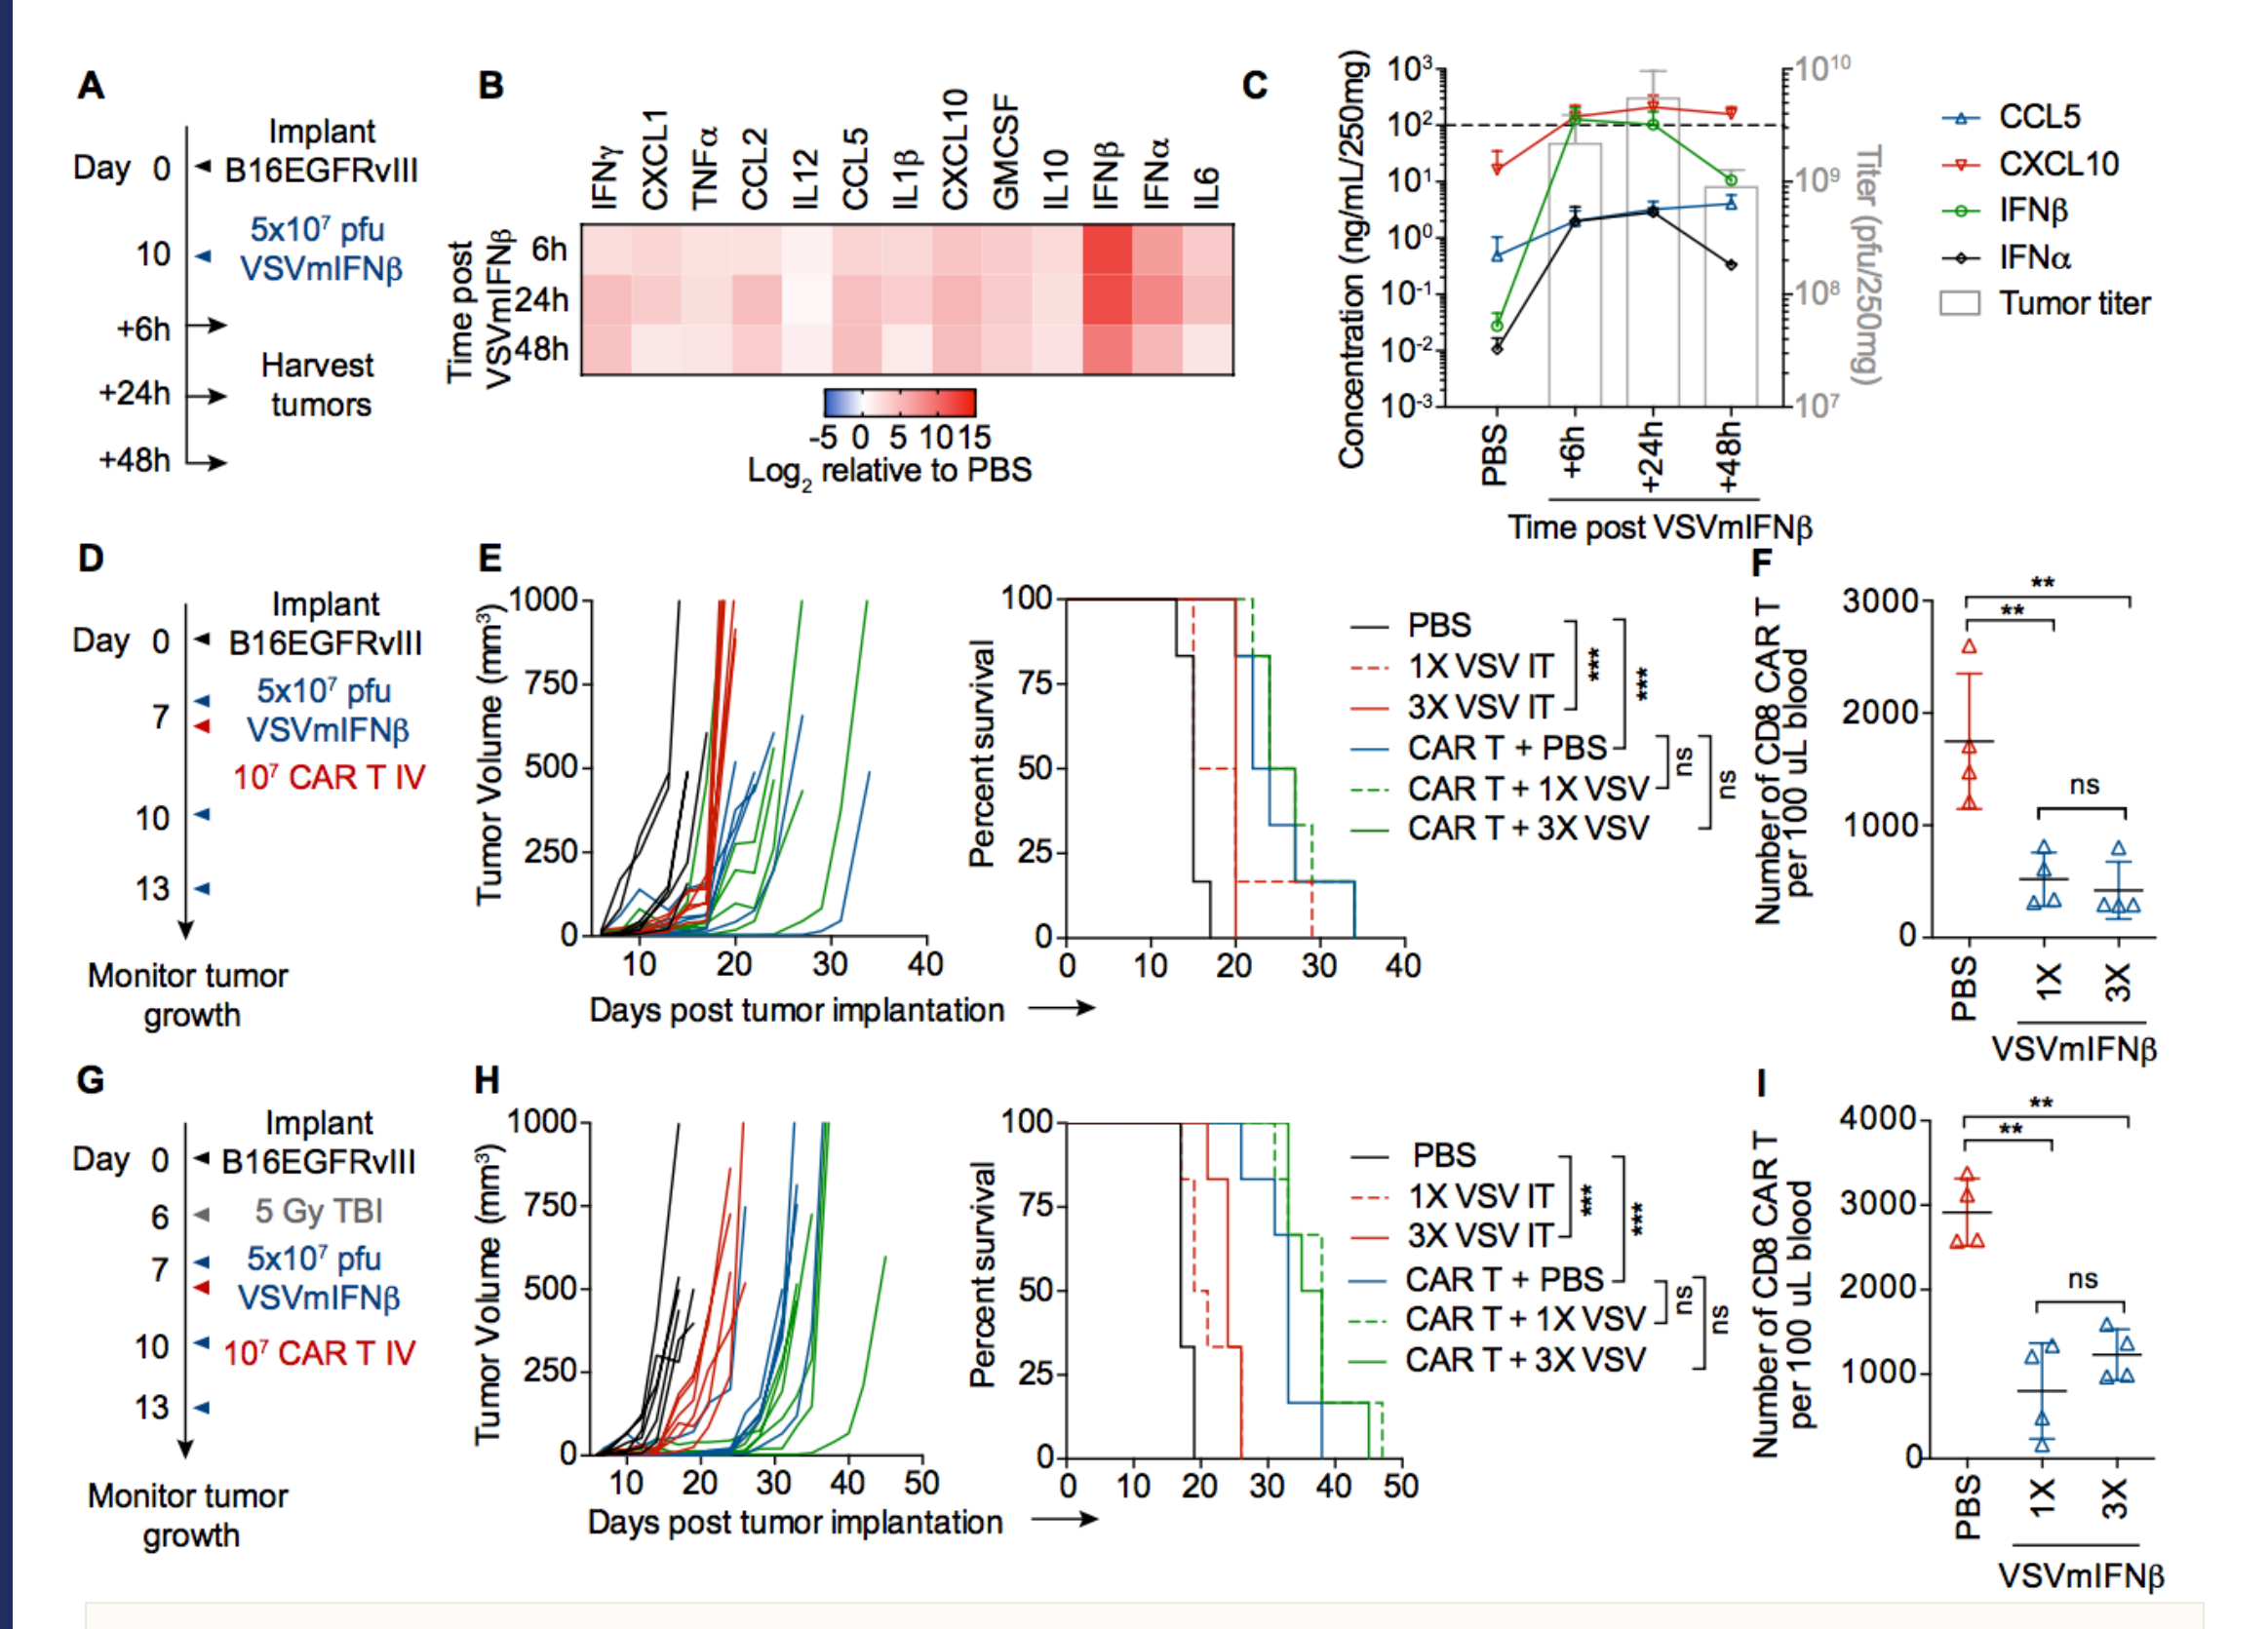 A
Day 0
Implant
B16EGFRvIII
10
5x10⁷ pfu
VSVmIFNβ
+6h
+24h
+48h
Harvest
tumors
B
IFNγ
CXCL1
TNFα
CCL2
IL12
CCL5
IL1β
CXCL10
GMCSF
IL10
IFNβ
IFNα
IL6
Time post
VSVmIFNβ
6h
24h
48h
-5 0 5 10 15
Log₂ relative to PBS
C
Concentration (ng/mL/250mg)
10³
10²
10¹
10⁰
10⁻¹
10⁻²
10⁻³
10¹⁰
10⁹
10⁸
10⁷
Titer (pfu/250mg)
PBS
+6h
+24h
+48h
Time post VSVmIFNβ
CCL5
CXCL10
IFNβ
IFNα
Tumor titer
D
Day 0
Implant
B16EGFRvIII
7
5x10⁷ pfu
VSVmIFNβ
10⁷ CAR T IV
10
13
Monitor tumor
growth
E
Tumor Volume (mm³)
1000
750
500
250
0
10 20 30 40
Days post tumor implantation
Percent survival
100
75
50
25
0
0 10 20 30 40
PBS
1X VSV IT
3X VSV IT
CAR T + PBS
CAR T + 1X VSV
CAR T + 3X VSV
***
***
ns
ns
F
Number of CD8 CAR T
per 100 uL blood
3000
2000
1000
0
**
**
ns
PBS
1X
3X
VSVmIFNβ
G
Day 0
Implant
B16EGFRvIII
6
5 Gy TBI
7
5x10⁷ pfu
VSVmIFNβ
10
10⁷ CAR T IV
13
Monitor tumor
growth
H
Tumor Volume (mm³)
1000
750
500
250
0
10 20 30 40 50
Days post tumor implantation
Percent survival
100
75
50
25
0
0 10 20 30 40 50
PBS
1X VSV IT
3X VSV IT
CAR T + PBS
CAR T + 1X VSV
CAR T + 3X VSV
***
***
ns
ns
I
Number of CD8 CAR T
per 100 uL blood
4000
3000
2000
1000
0
**
**
ns
PBS
1X
3X
VSVmIFNβ